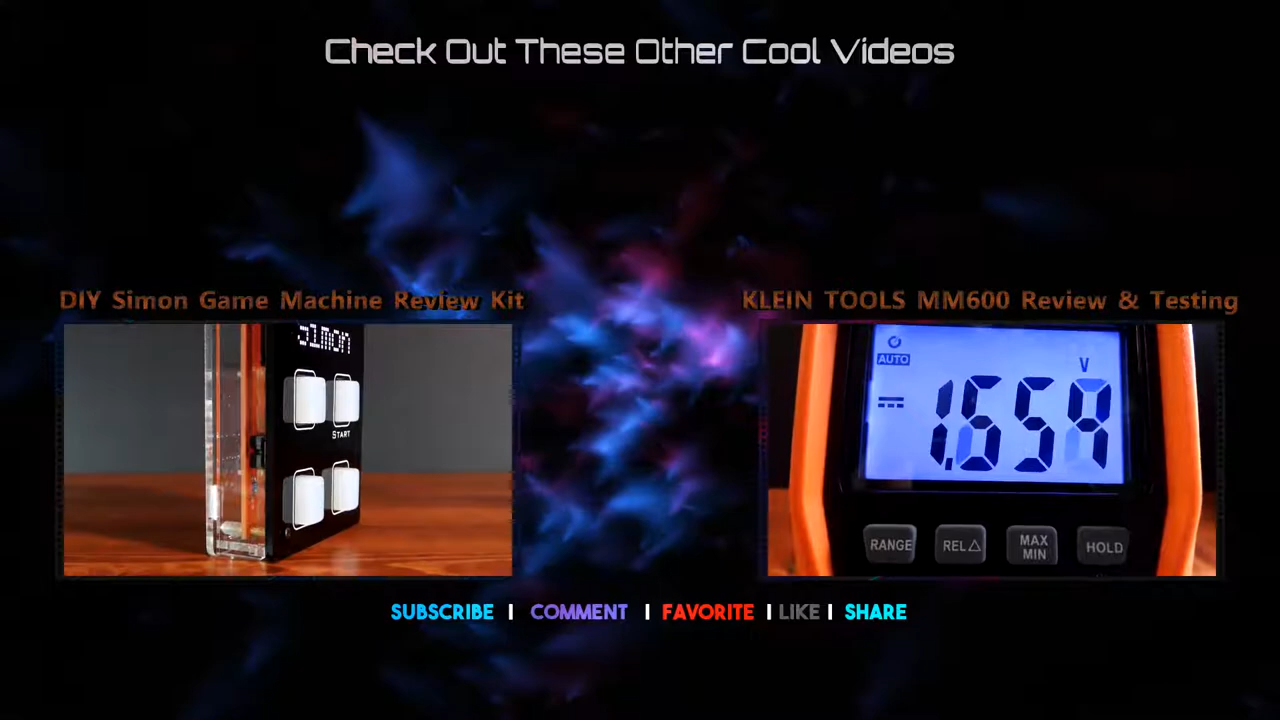 Check Out These Other Cool Videos
DIY Simon Game Machine Review Kit
KLEIN TOOLS MM600 Review & Testing
SIMON
START
AUTO
V
1.659
RANGE
REL△
MAX
MIN
HOLD
SUBSCRIBE | COMMENT | FAVORITE | LIKE | SHARE